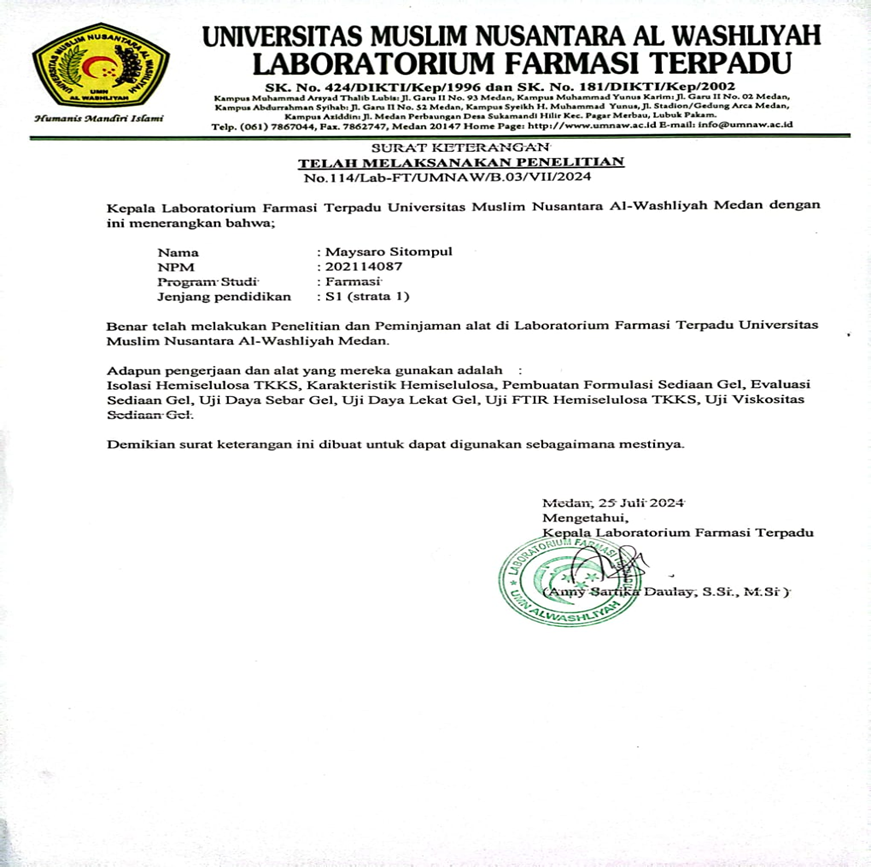 UNIVERSITAS MUSLIM NUSANTARA AL WASHLIYAH
LABORATORIUM FARMASI TERPADU
SK. No. 424/DIKTI/Kep/1996 dan SK. No. 181/DIKTI/Kep/2002
Kampus Muhammad Arsyad Thalib Lubis: Jl. Garu II No. 93 Medan, Kampus Muhammad Yunus Karim: Jl. Garu II No. 02 Medan,
Kampus Abdurrahman Syihab: Jl. Garu II No. 52 Medan, Kampus Syeikh H. Muhammad Yunus, Jl. Stadion/Gedung Arca Medan,
Kampus Aziddin: Jl. Medan Perbaungan Desa Sukamandi Hilir Kec. Pagar Merbau, Lubuk Pakam.
Telp. (061) 7867044, Fax. 7862747, Medan 20147 Home Page: http://www.umnaw.ac.id E-mail: info@umnaw.ac.id
UNIVERSITAS MUSLIM NUSANTARA ALWASHLIYAH
UMN
AL WASHLIYAH
Humanis Mandiri Islami
SURAT KETERANGAN
TELAH MELAKSANAKAN PENELITIAN
No.114/Lab-FT/UMNAW/B.03/VII/2024
Kepala Laboratorium Farmasi Terpadu Universitas Muslim Nusantara Al-Washliyah Medan dengan
ini menerangkan bahwa;
Nama : Maysaro Sitompul
NPM : 202114087
Program Studi : Farmasi
Jenjang pendidikan : S1 (strata 1)
Benar telah melakukan Penelitian dan Peminjaman alat di Laboratorium Farmasi Terpadu Universitas
Muslim Nusantara Al-Washliyah Medan.
Adapun pengerjaan dan alat yang mereka gunakan adalah :
Isolasi Hemiselulosa TKKS, Karakteristik Hemiselulosa, Pembuatan Formulasi Sediaan Gel, Evaluasi
Sediaan Gel, Uji Daya Sebar Gel, Uji Daya Lekat Gel, Uji FTIR Hemiselulosa TKKS, Uji Viskositas
Sediaan Gel.
Demikian surat keterangan ini dibuat untuk dapat digunakan sebagaimana mestinya.
Medan, 25 Juli 2024
Mengetahui,
Kepala Laboratorium Farmasi Terpadu
LABORATORIUM FARMASI
UMN ALWASHLIYAH
(Anny Sartika Daulay, S.Si., M.Si )